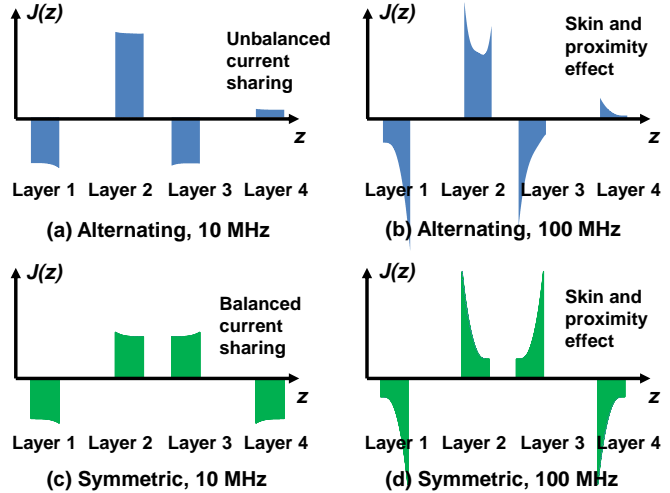 J(z)
Unbalanced
current
sharing
z
Layer 1 Layer 2 Layer 3 Layer 4
(a) Alternating, 10 MHz
J(z)
Skin and
proximity
effect
z
Layer 1 Layer 2 Layer 3 Layer 4
(b) Alternating, 100 MHz
J(z)
Balanced
current
sharing
z
Layer 1 Layer 2 Layer 3 Layer 4
(c) Symmetric, 10 MHz
J(z)
Skin and
proximity
effect
z
Layer 1 Layer 2 Layer 3 Layer 4
(d) Symmetric, 100 MHz